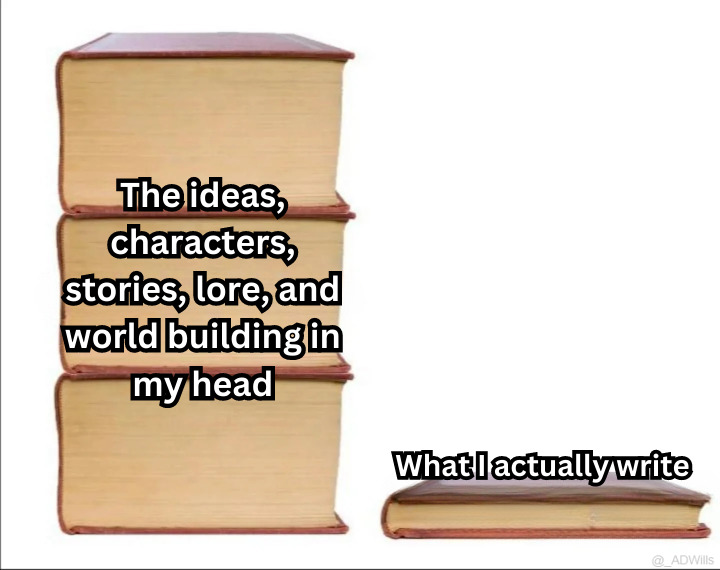 The ideas,
characters,
stories, lore, and
world building in
my head
What I actually write
@_ADWills